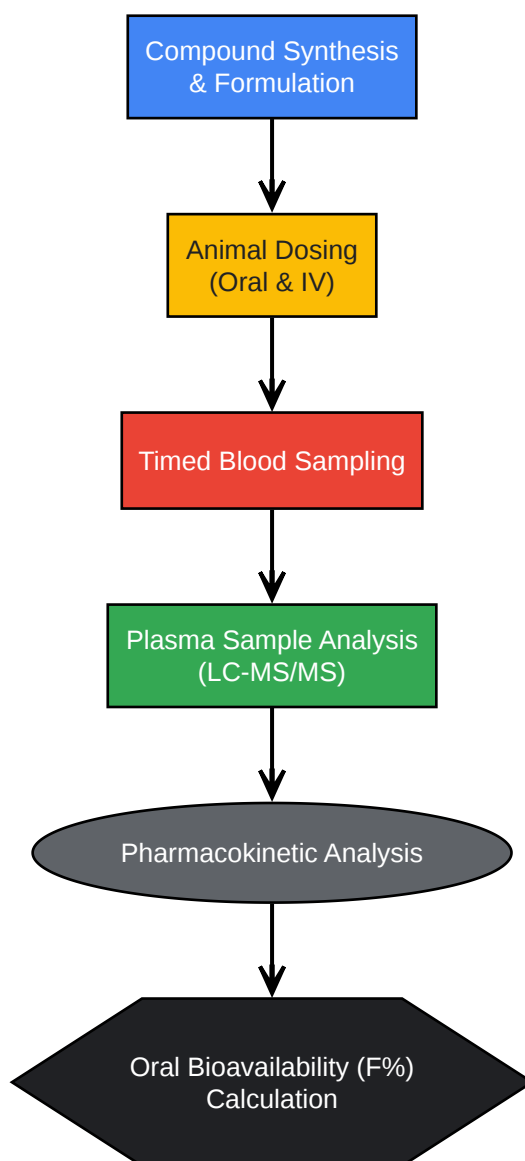 Compound Synthesis
& Formulation
Animal Dosing
(Oral & IV)
Timed Blood Sampling
Plasma Sample Analysis
(LC-MS/MS)
Pharmacokinetic Analysis
Oral Bioavailability (F%)
Calculation